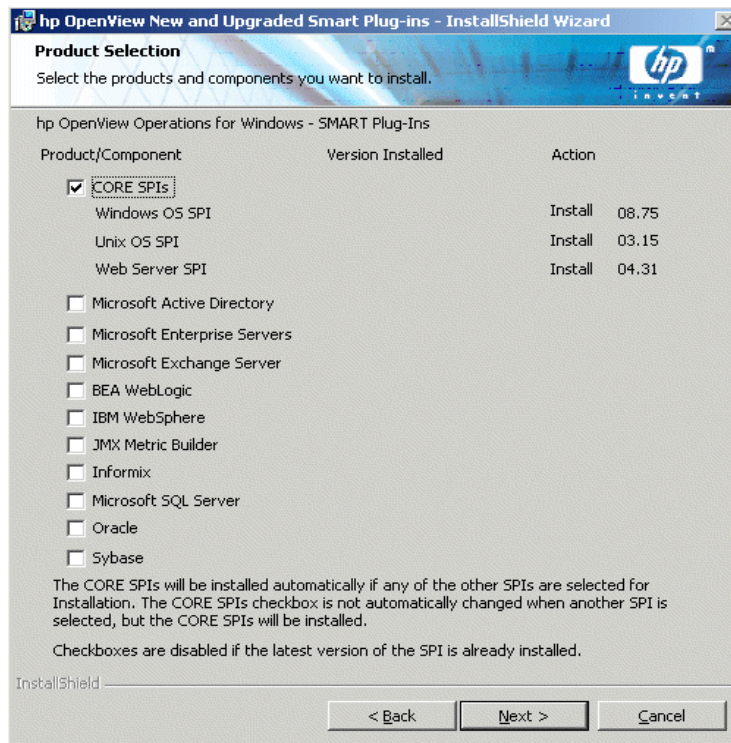 hp OpenView New and Upgraded Smart Plug-ins - InstallShield Wizard
Product Selection
Select the products and components you want to install.
hp
®
invent
hp OpenView Operations for Windows - SMART Plug-Ins
Product/Component Version Installed Action
CORE SPIs
Windows OS SPI Install 08.75
Unix OS SPI Install 03.15
Web Server SPI Install 04.31
Microsoft Active Directory
Microsoft Enterprise Servers
Microsoft Exchange Server
BEA WebLogic
IBM WebSphere
JMX Metric Builder
Informix
Microsoft SQL Server
Oracle
Sybase
The CORE SPIs will be installed automatically if any of the other SPIs are selected for
Installation. The CORE SPIs checkbox is not automatically changed when another SPI is
selected, but the CORE SPIs will be installed.
Checkboxes are disabled if the latest version of the SPI is already installed.
InstallShield
< Back Next > Cancel